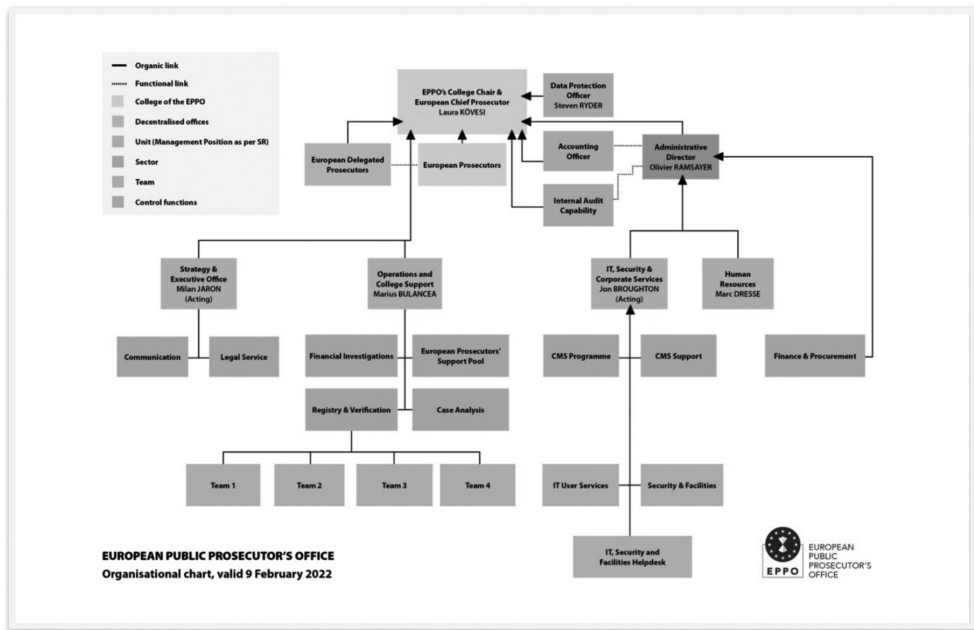 Organic link
Functional link
College of the EPPO
Decentralised offices
Unit (Management Position as per SR)
Sector
Team
Control functions
EPPO's College Chair &
European Chief Prosecutor
Laura KÖVESI
Data Protection
Officer
Steven RYDER
European Delegated
Prosecutors
European Prosecutors
Accounting
Officer
Administrative
Director
Olivier RAMSAYER
Internal Audit
Capability
Strategy &
Executive Office
Milan JARON
(Acting)
Operations and
College Support
Marius BULANCEA
IT, Security &
Corporate Services
Jon BROUGHTON
(Acting)
Human
Resources
Marc DRESSE
Communication
Legal Service
Financial Investigations
European Prosecutors'
Support Pool
CMS Programme
CMS Support
Finance & Procurement
Registry & Verification
Case Analysis
Team 1
Team 2
Team 3
Team 4
IT User Services
Security & Facilities
IT, Security and
Facilities Helpdesk
EUROPEAN PUBLIC PROSECUTOR'S OFFICE
Organisational chart, valid 9 February 2022
EPPO
EUROPEAN
PUBLIC
PROSECUTOR'S
OFFICE